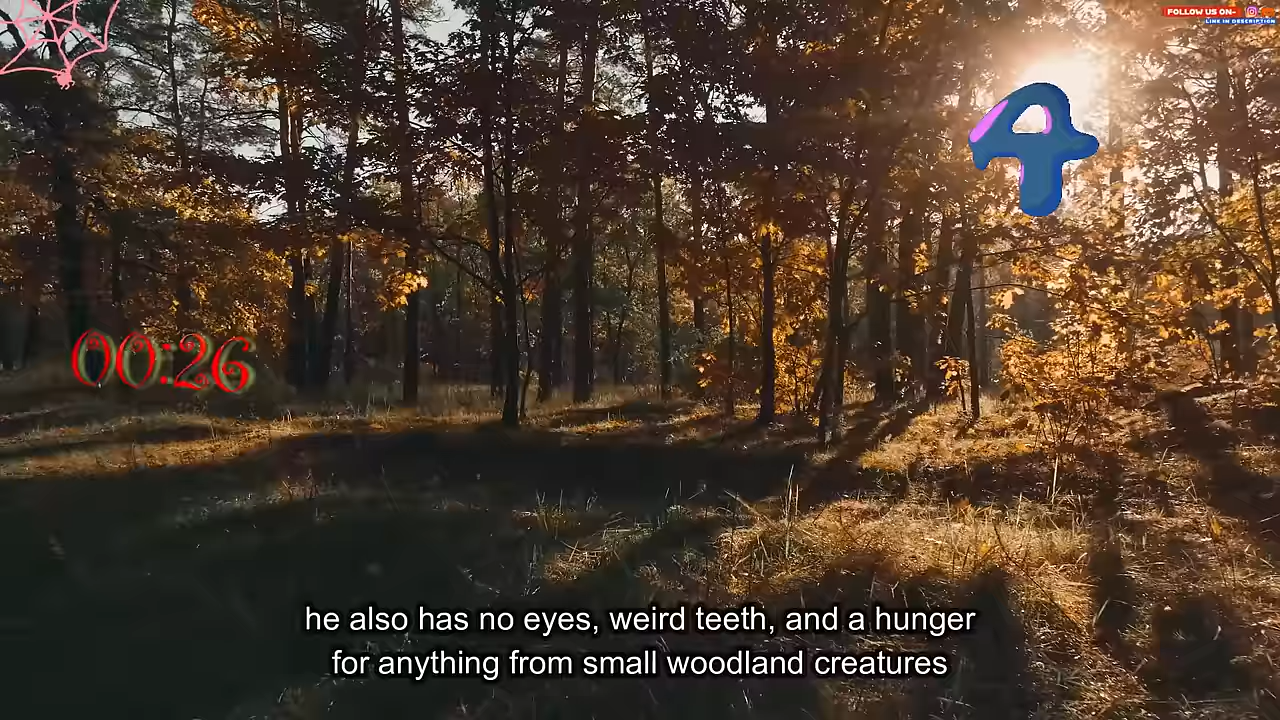 FOLLOW US ON-
LINK IN DESCRIPTION
4
00:26
he also has no eyes, weird teeth, and a hunger
for anything from small woodland creatures